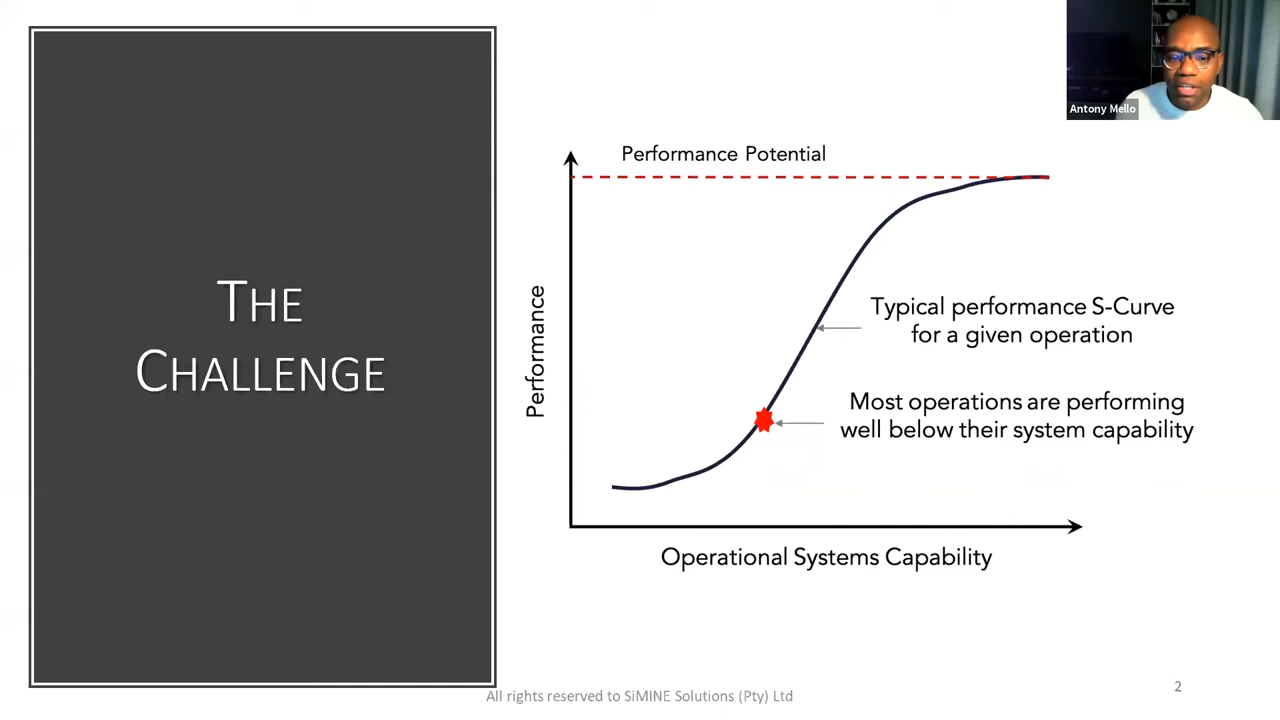 Antony Mello
THE
CHALLENGE
Performance Potential
Performance
Typical performance S-Curve
for a given operation
Most operations are performing
well below their system capability
Operational Systems Capability
All rights reserved to SiMINE Solutions (Pty) Ltd
2